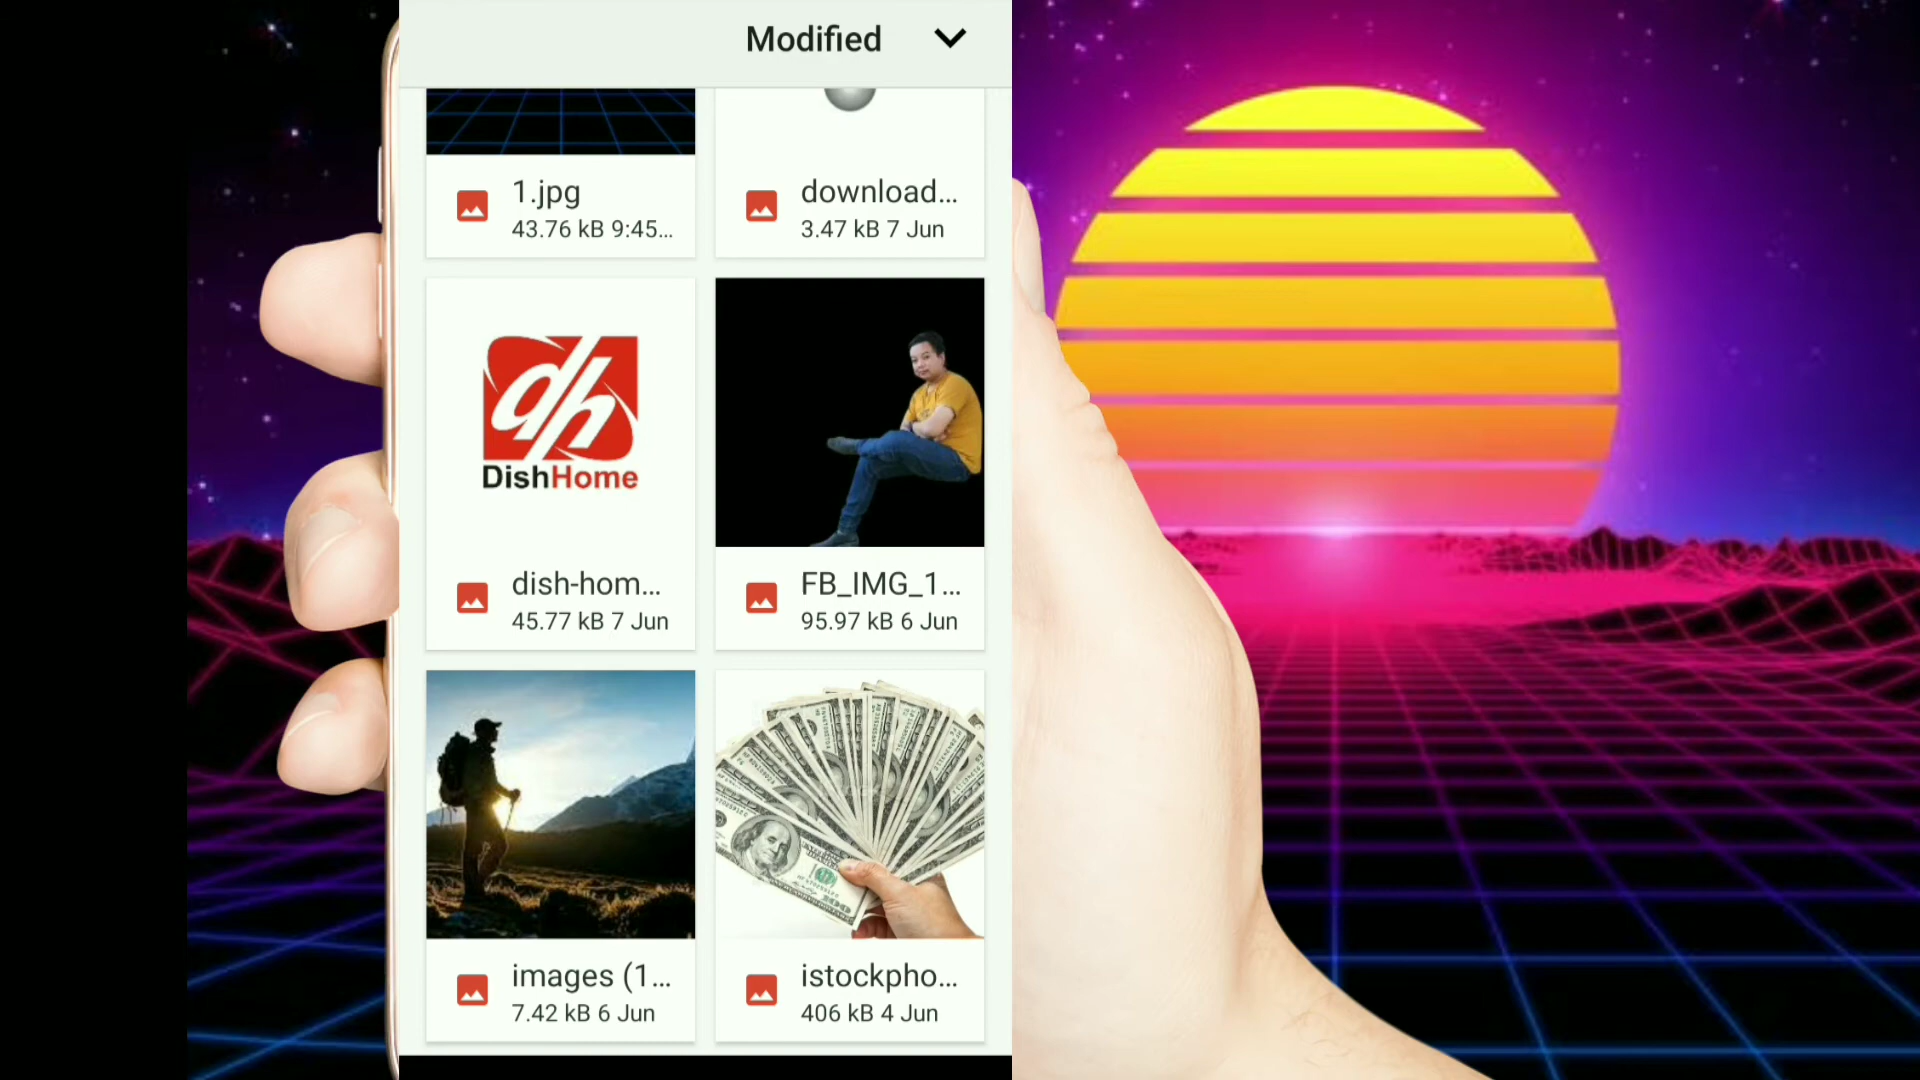 Modified
1.jpg
43.76 kB 9:45...
download...
3.47 kB 7 Jun
DishHome
dish-hom...
45.77 kB 7 Jun
FB_IMG_1...
95.97 kB 6 Jun
images (1...
7.42 kB 6 Jun
istockpho...
406 kB 4 Jun